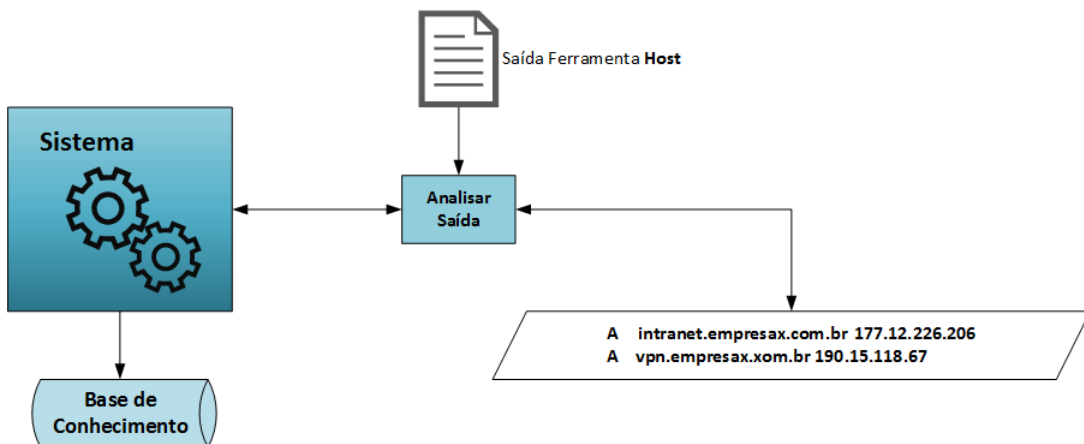 Saída Ferramenta Host
Sistema
Analisar
Saída
A intranet.empresax.com.br 177.12.226.206
A vpn.empresax.xom.br 190.15.118.67
Base de
Conhecimento